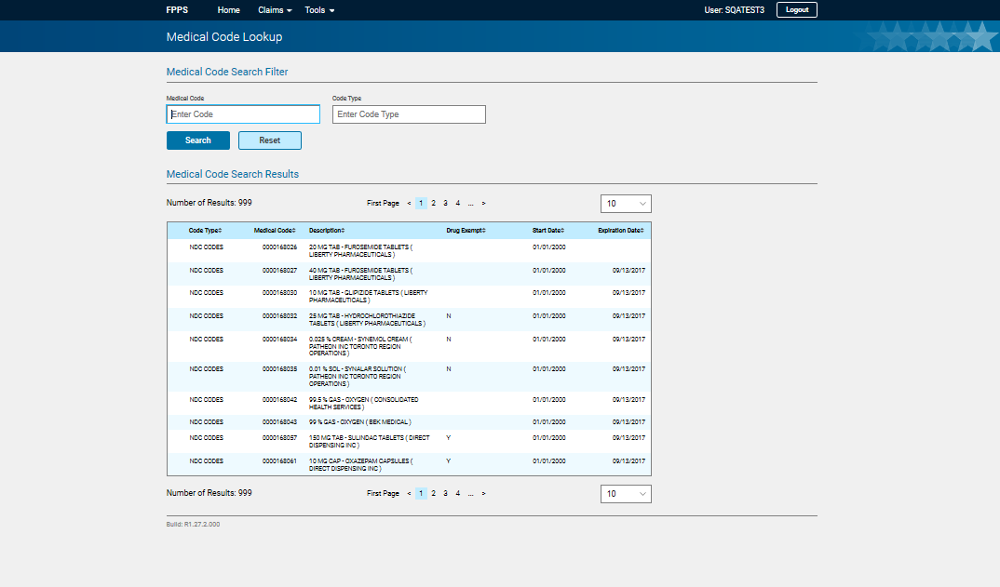 FPPS Home Claims Tools User: SQATEST3 Logout
Medical Code Lookup
Medical Code Search Filter
Medical Code Code Type
Enter Code Enter Code Type
Search Reset
Medical Code Search Results
Number of Results: 999 First Page < 1 2 3 4 ... > 10
Code Type Medical Code Description Drug Exempt Start Date Expiration Date
NDC CODES 0000168026 20 MG TAB - FUROSEMIDE TABLETS ( 01/01/2000
LIBERTY PHARMACEUTICALS )
NDC CODES 0000168027 40 MG TAB - FUROSEMIDE TABLETS ( 01/01/2000 09/13/2017
LIBERTY PHARMACEUTICALS )
NDC CODES 0000168030 10 MG TAB - GLIPIZIDE TABLETS ( LIBERTY 01/01/2000 09/13/2017
PHARMACEUTICALS )
NDC CODES 0000168032 25 MG TAB - HYDROCHLOROTHIAZIDE N 01/01/2000 09/13/2017
TABLETS ( LIBERTY PHARMACEUTICALS )
NDC CODES 0000168034 0.025 % CREAM - SYNEMOL CREAM ( N 01/01/2000 09/13/2017
PATHEON INC TORONTO REGION
OPERATIONS )
NDC CODES 0000168035 0.01 % SOL - SYNALAR SOLUTION ( N 01/01/2000 09/13/2017
PATHEON INC TORONTO REGION
OPERATIONS )
NDC CODES 0000168042 99.5 % GAS - OXYGEN ( CONSOLIDATED 01/01/2000 09/13/2017
HEALTH SERVICES )
NDC CODES 0000168043 99 % GAS - OXYGEN ( BEK MEDICAL ) 01/01/2000 09/13/2017
NDC CODES 0000168057 150 MG TAB - SULINDAC TABLETS ( DIRECT Y 01/01/2000 09/13/2017
DISPENSING INC )
NDC CODES 0000168061 10 MG CAP - OXAZEPAM CAPSULES ( Y 01/01/2000 09/13/2017
DIRECT DISPENSING INC )
Number of Results: 999 First Page < 1 2 3 4 ... > 10
Build: R1.27.2.000